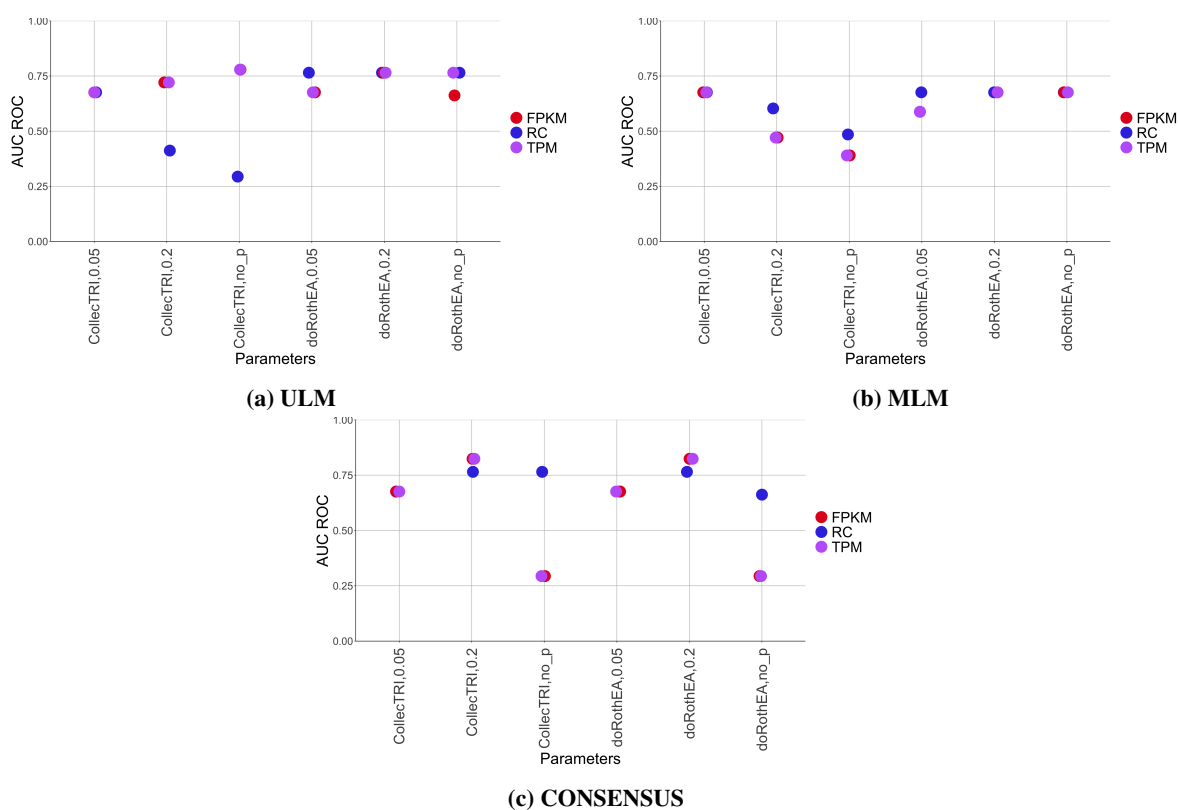 1.00
0.75
0.50
0.25
0.00
AUC ROC
CollecTRI,0.05
CollecTRI,0.2
CollecTRI,no_p
doRothEA,0.05
doRothEA,0.2
doRothEA,no_p
Parameters
FPKM
RC
TPM
(a) ULM
1.00
0.75
0.50
0.25
0.00
AUC ROC
CollecTRI,0.05
CollecTRI,0.2
CollecTRI,no_p
doRothEA,0.05
doRothEA,0.2
doRothEA,no_p
Parameters
FPKM
RC
TPM
(b) MLM
1.00
0.75
0.50
0.25
0.00
AUC ROC
CollecTRI,0.05
CollecTRI,0.2
CollecTRI,no_p
doRothEA,0.05
doRothEA,0.2
doRothEA,no_p
Parameters
FPKM
RC
TPM
(c) CONSENSUS